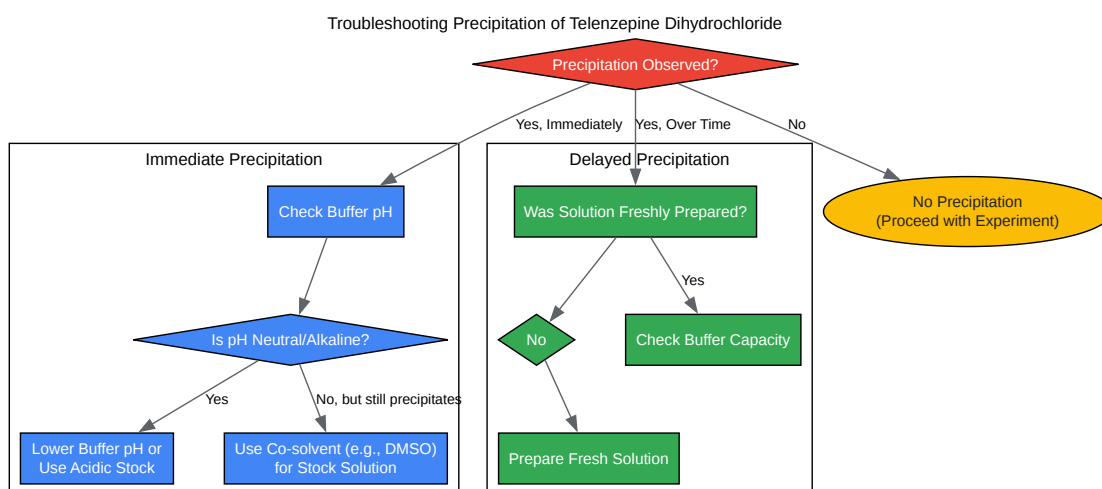 Troubleshooting Precipitation of Telenzepine Dihydrochloride
Precipitation Observed?
Yes, Immediately
Yes, Over Time
No
Immediate Precipitation
Delayed Precipitation
Check Buffer pH
Was Solution Freshly Prepared?
No Precipitation
(Proceed with Experiment)
Yes
Is pH Neutral/Alkaline?
No
Check Buffer Capacity
Yes
No, but still precipitates
Lower Buffer pH or
Use Acidic Stock
Use Co-solvent (e.g., DMSO)
for Stock Solution
Prepare Fresh Solution